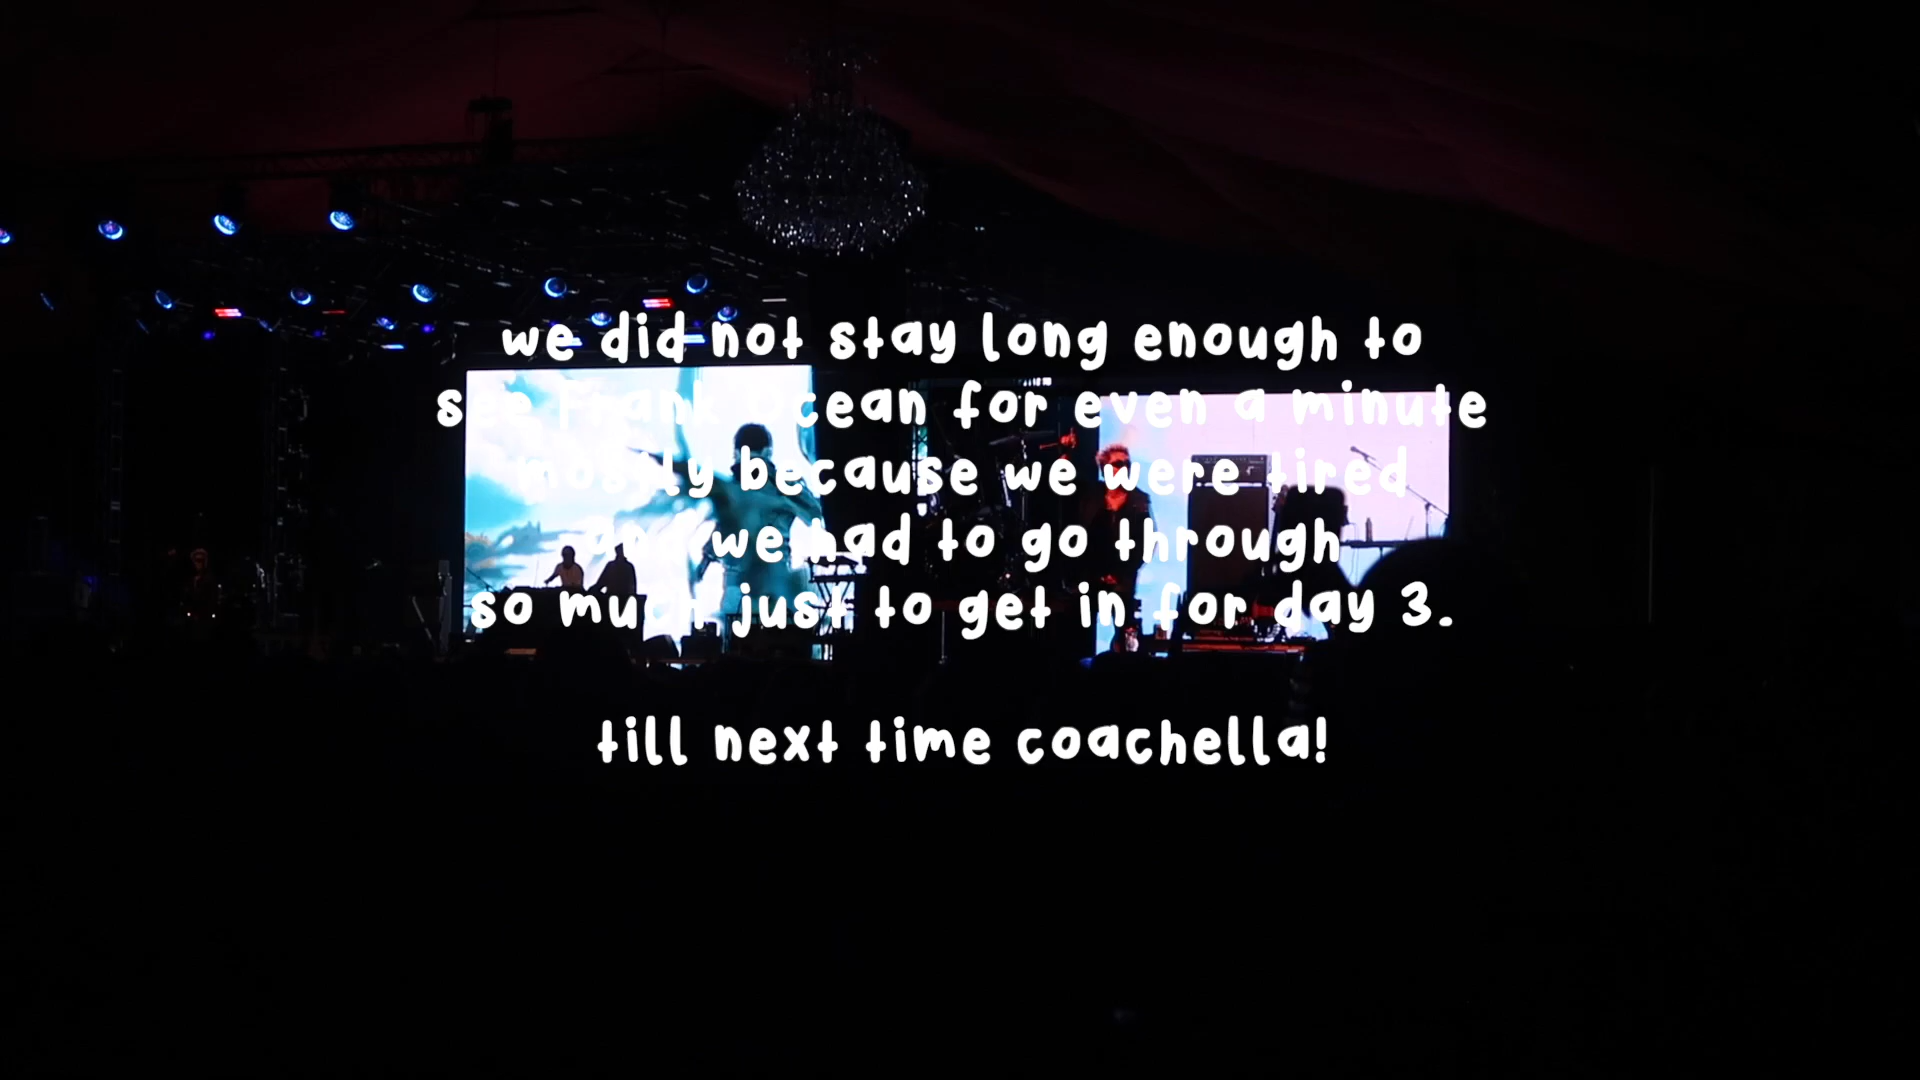 we did not stay long enough to
see frank ocean for even a minute
mostly because we were tired
and we had to go through
so much just to get in for day 3.
till next time coachella!